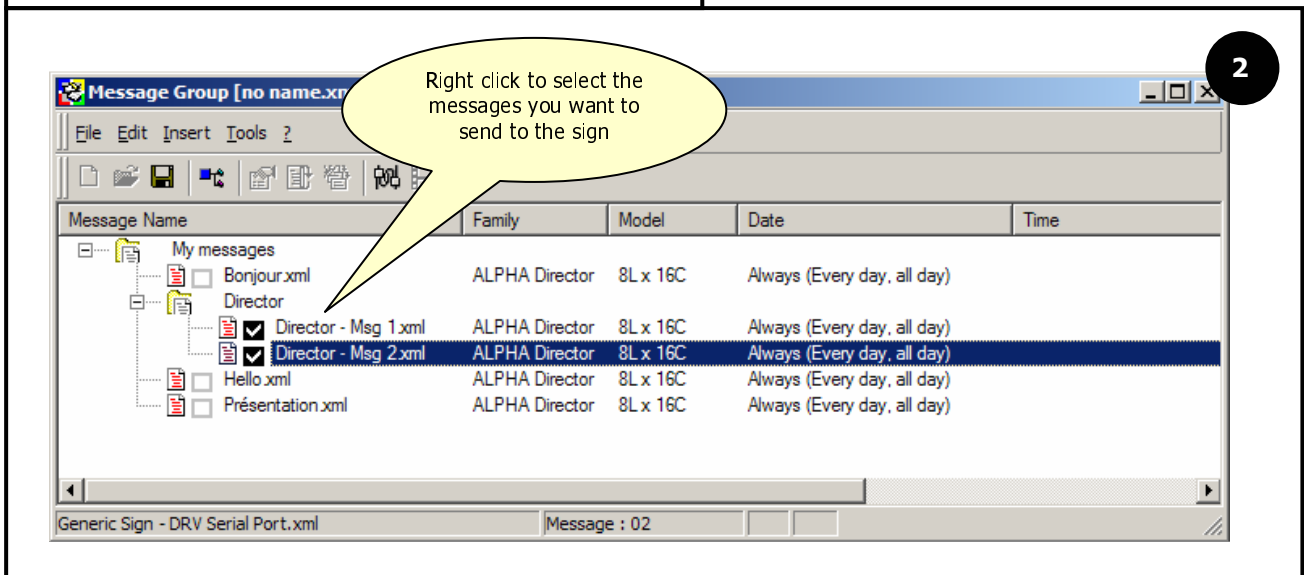 2
Message Group [no name.xm
Right click to select the
messages you want to
send to the sign
File Edit Insert Tools ?
Message Name Family Model Date Time
My messages
Bonjour.xml ALPHA Director 8L x 16C Always (Every day, all day)
Director
Director - Msg 1.xml ALPHA Director 8L x 16C Always (Every day, all day)
Director - Msg 2.xml ALPHA Director 8L x 16C Always (Every day, all day)
Hello.xml ALPHA Director 8L x 16C Always (Every day, all day)
Présentation.xml ALPHA Director 8L x 16C Always (Every day, all day)
Generic Sign - DRV Serial Port.xml Message : 02